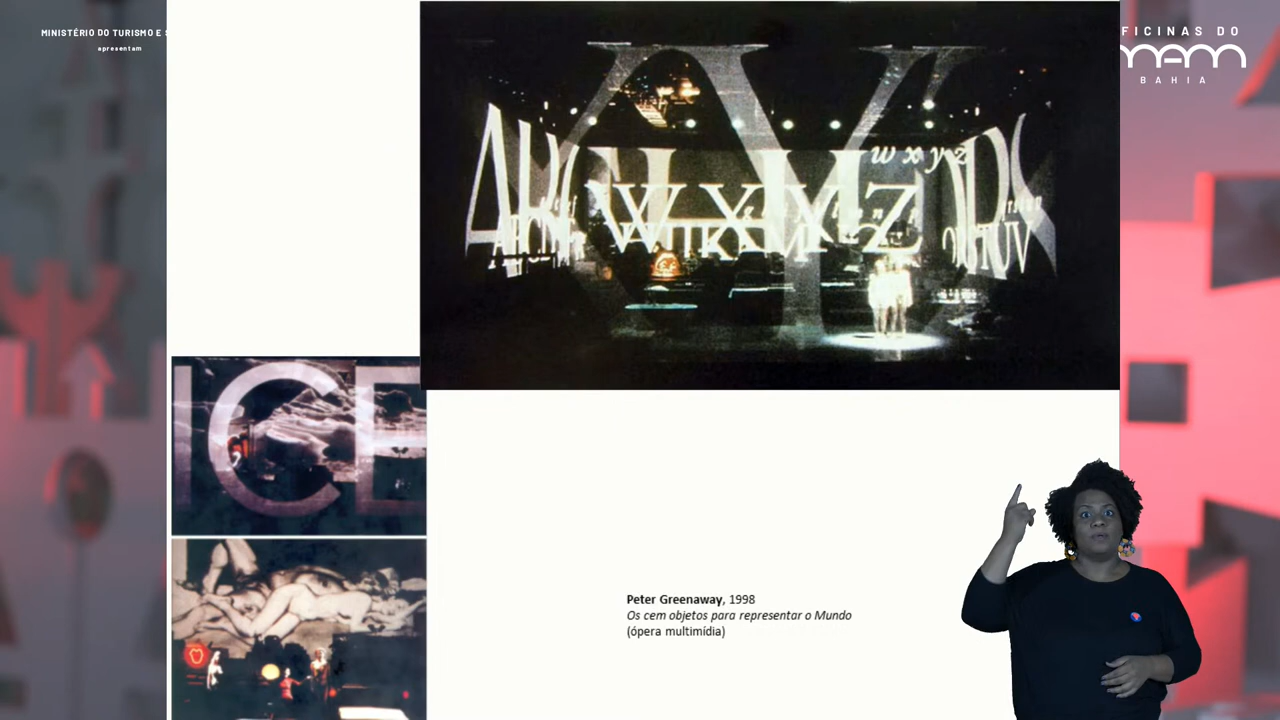 MINISTÉRIO DO TURISMO E
apresentam
FICINAS DO
mam
BAHIA
w x y z
W X Y Z
ICE
Peter Greenaway, 1998
Os cem objetos para representar o Mundo
(ópera multimídia)